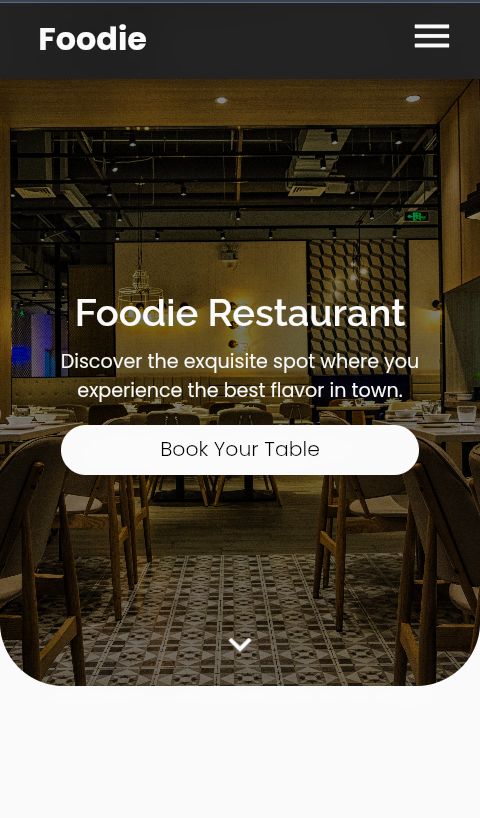 Foodie
Foodie Restaurant
Discover the exquisite spot where you
experience the best flavor in town.
Book Your Table